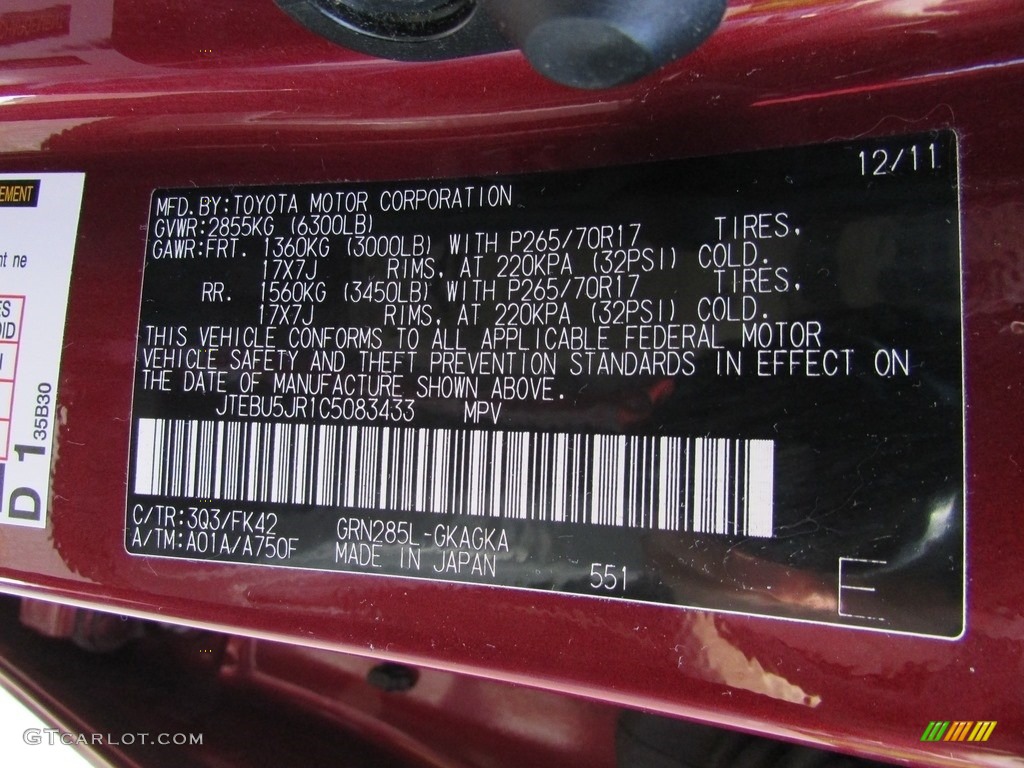 12/11
MFD.BY:TOYOTA MOTOR CORPORATION
GVWR:2855KG (6300LB)
GAWR:FRT. 1360KG (3000LB) WITH P265/70R17 TIRES,
17X7J RIMS, AT 220KPA (32PSI) COLD.
RR. 1560KG (3450LB) WITH P265/70R17 TIRES,
17X7J RIMS, AT 220KPA (32PSI) COLD.
THIS VEHICLE CONFORMS TO ALL APPLICABLE FEDERAL MOTOR
VEHICLE SAFETY AND THEFT PREVENTION STANDARDS IN EFFECT ON
THE DATE OF MANUFACTURE SHOWN ABOVE.
JTEBU5JR1C5083433 MPV
C/TR:3Q3/FK42 GRN285L-GKAGKA
A/TM:A01A/A750F MADE IN JAPAN
551
E
EMENT
nt ne
ES
OID
N
D 1 35B30
GTcarlot.com